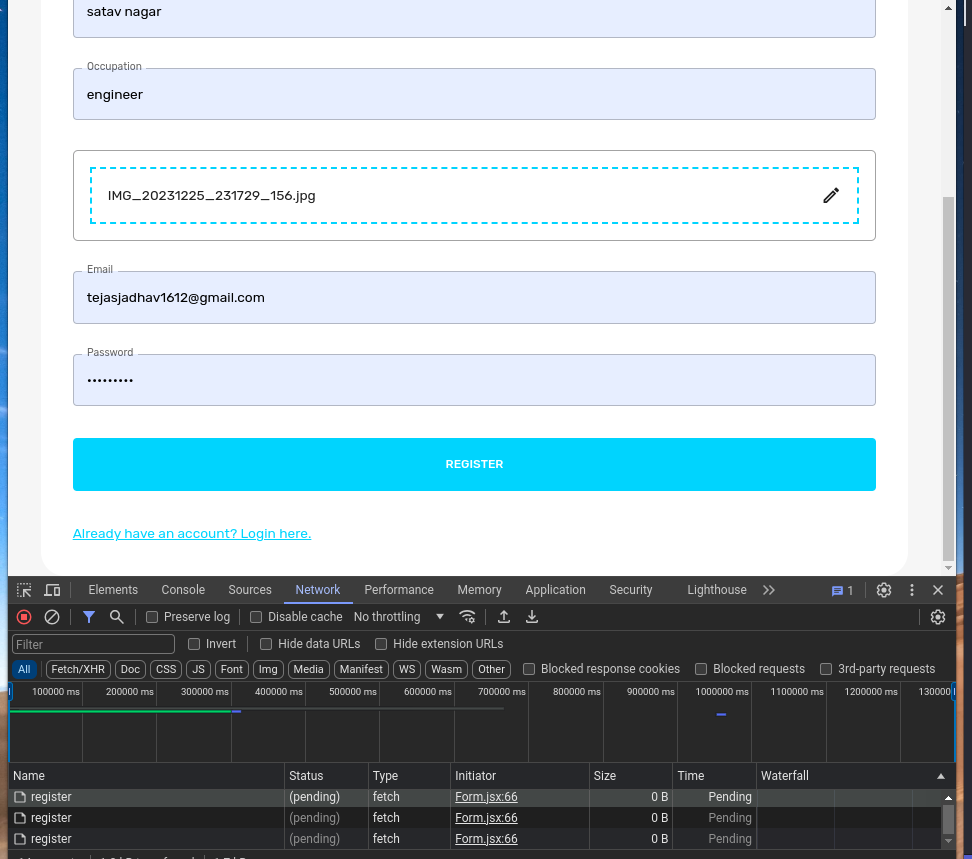 satav nagar
Occupation
engineer
IMG_20231225_231729_156.jpg
Email
tejasjadhav1612@gmail.com
Password
•••••••••
REGISTER
Already have an account? Login here.
Elements Console Sources Network Performance Memory Application Security Lighthouse 1
Preserve log Disable cache No throttling
Filter Invert Hide data URLs Hide extension URLs
All Fetch/XHR Doc CSS JS Font Img Media Manifest WS Wasm Other Blocked response cookies Blocked requests 3rd-party requests
100000 ms 200000 ms 300000 ms 400000 ms 500000 ms 600000 ms 700000 ms 800000 ms 900000 ms 1000000 ms 1100000 ms 1200000 ms 130000
Name Status Type Initiator Size Time Waterfall
register (pending) fetch Form.jsx:66 0 B Pending
register (pending) fetch Form.jsx:66 0 B Pending
register (pending) fetch Form.jsx:66 0 B Pending